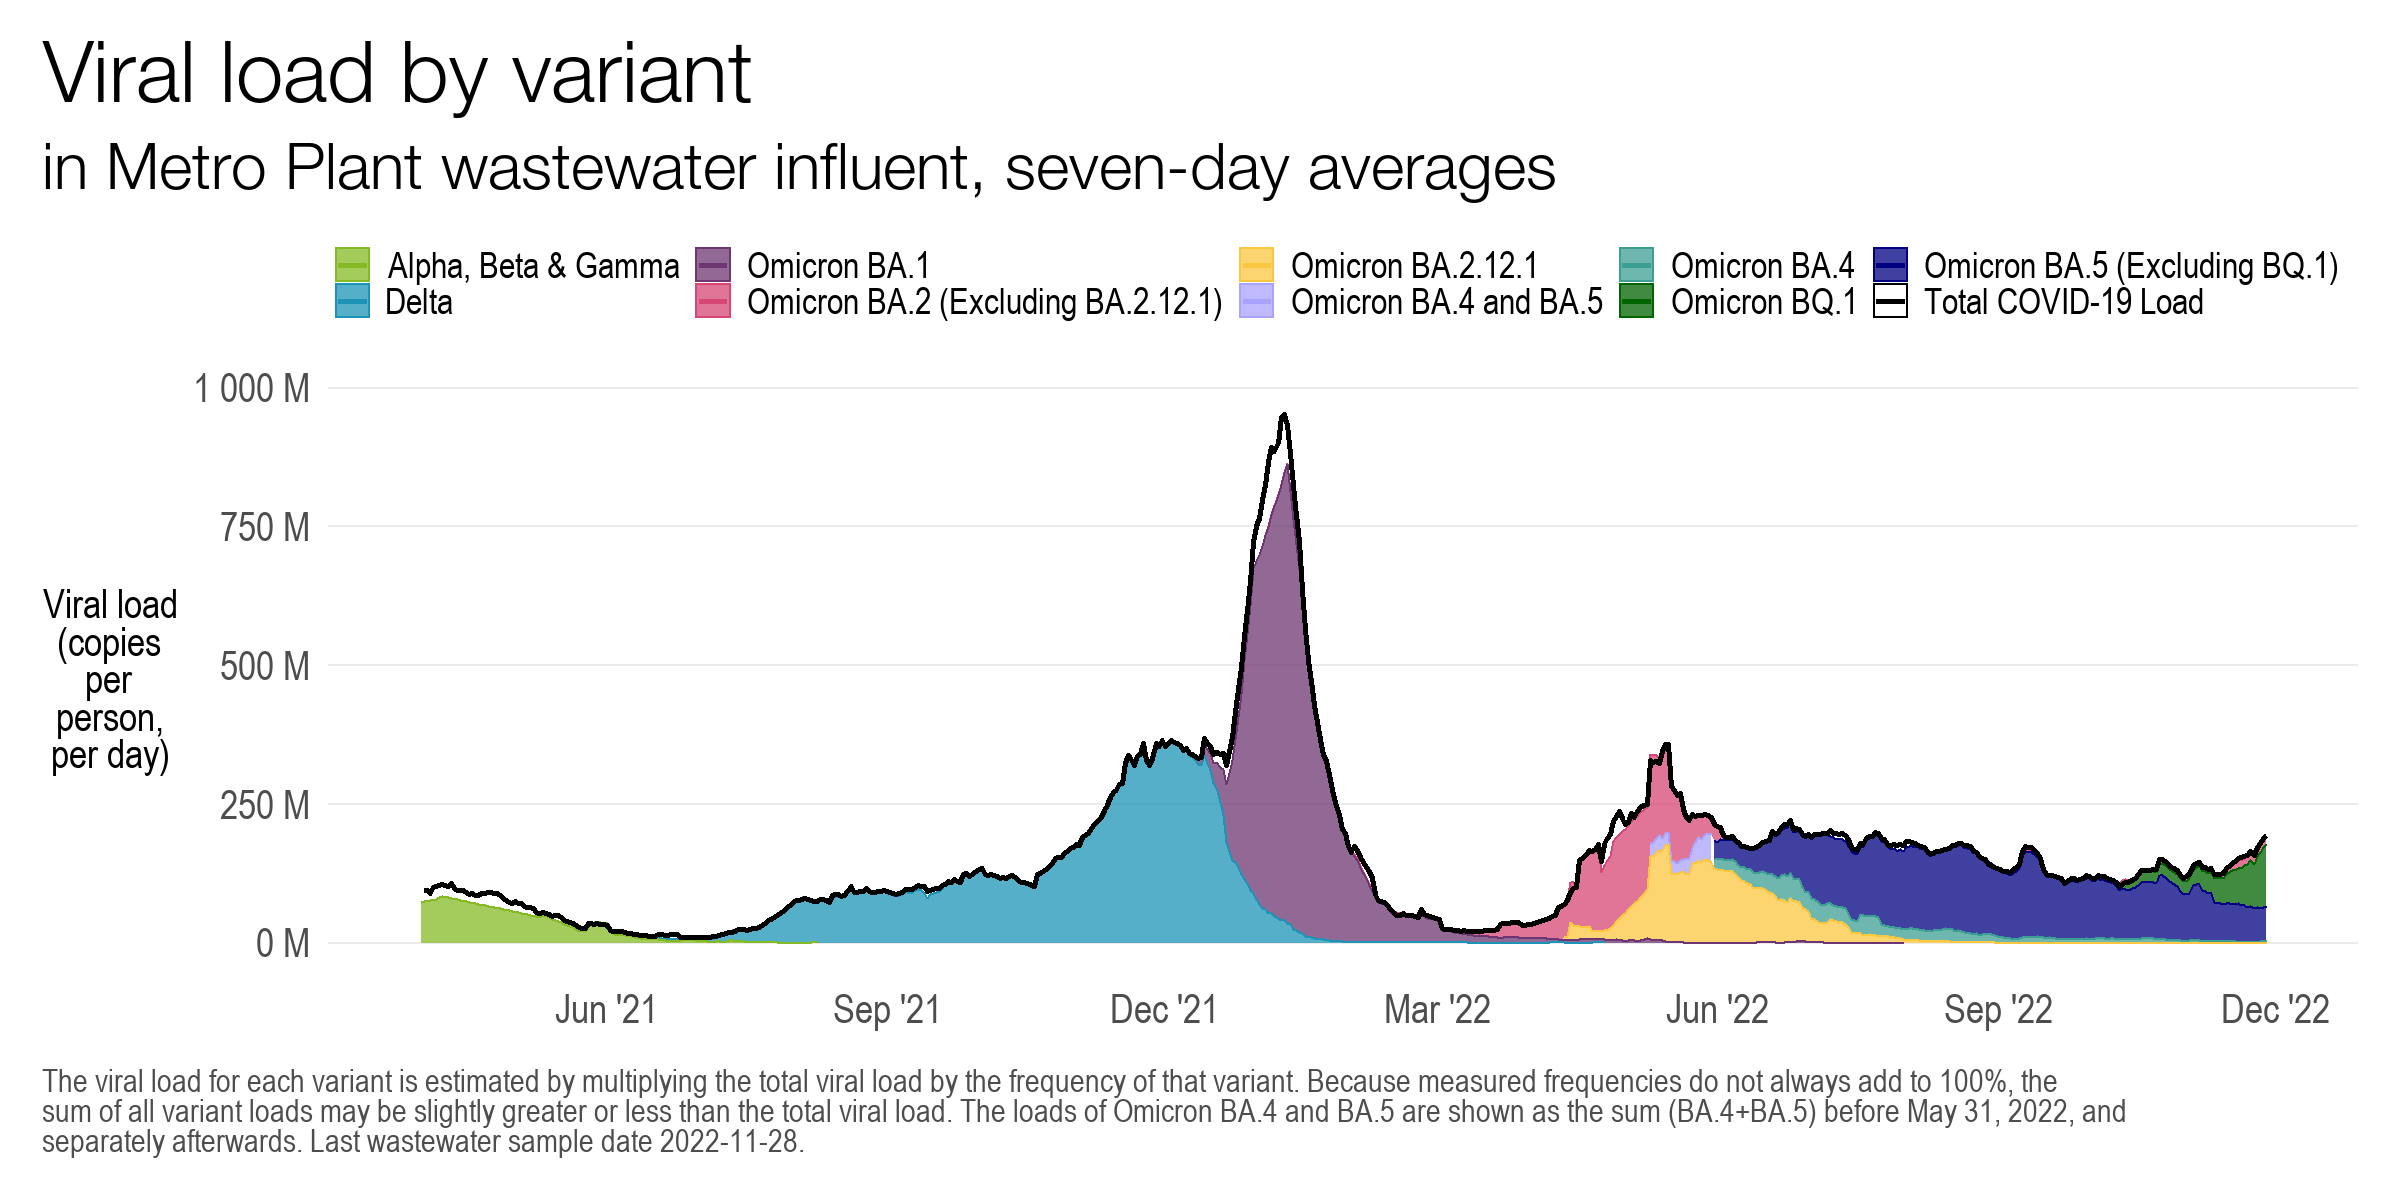 Viral load by variant
in Metro Plant wastewater influent, seven-day averages
Alpha, Beta & Gamma
Omicron BA.1
Omicron BA.2.12.1
Omicron BA.4
Omicron BA.5 (Excluding BQ.1)
Delta
Omicron BA.2 (Excluding BA.2.12.1)
Omicron BA.4 and BA.5
Omicron BQ.1
Total COVID-19 Load
1 000 M
750 M
500 M
250 M
0 M
Viral load
(copies
per
person,
per day)
Jun '21
Sep '21
Dec '21
Mar '22
Jun '22
Sep '22
Dec '22
The viral load for each variant is estimated by multiplying the total viral load by the frequency of that variant. Because measured frequencies do not always add to 100%, the
sum of all variant loads may be slightly greater or less than the total viral load. The loads of Omicron BA.4 and BA.5 are shown as the sum (BA.4+BA.5) before May 31, 2022, and
separately afterwards. Last wastewater sample date 2022-11-28.